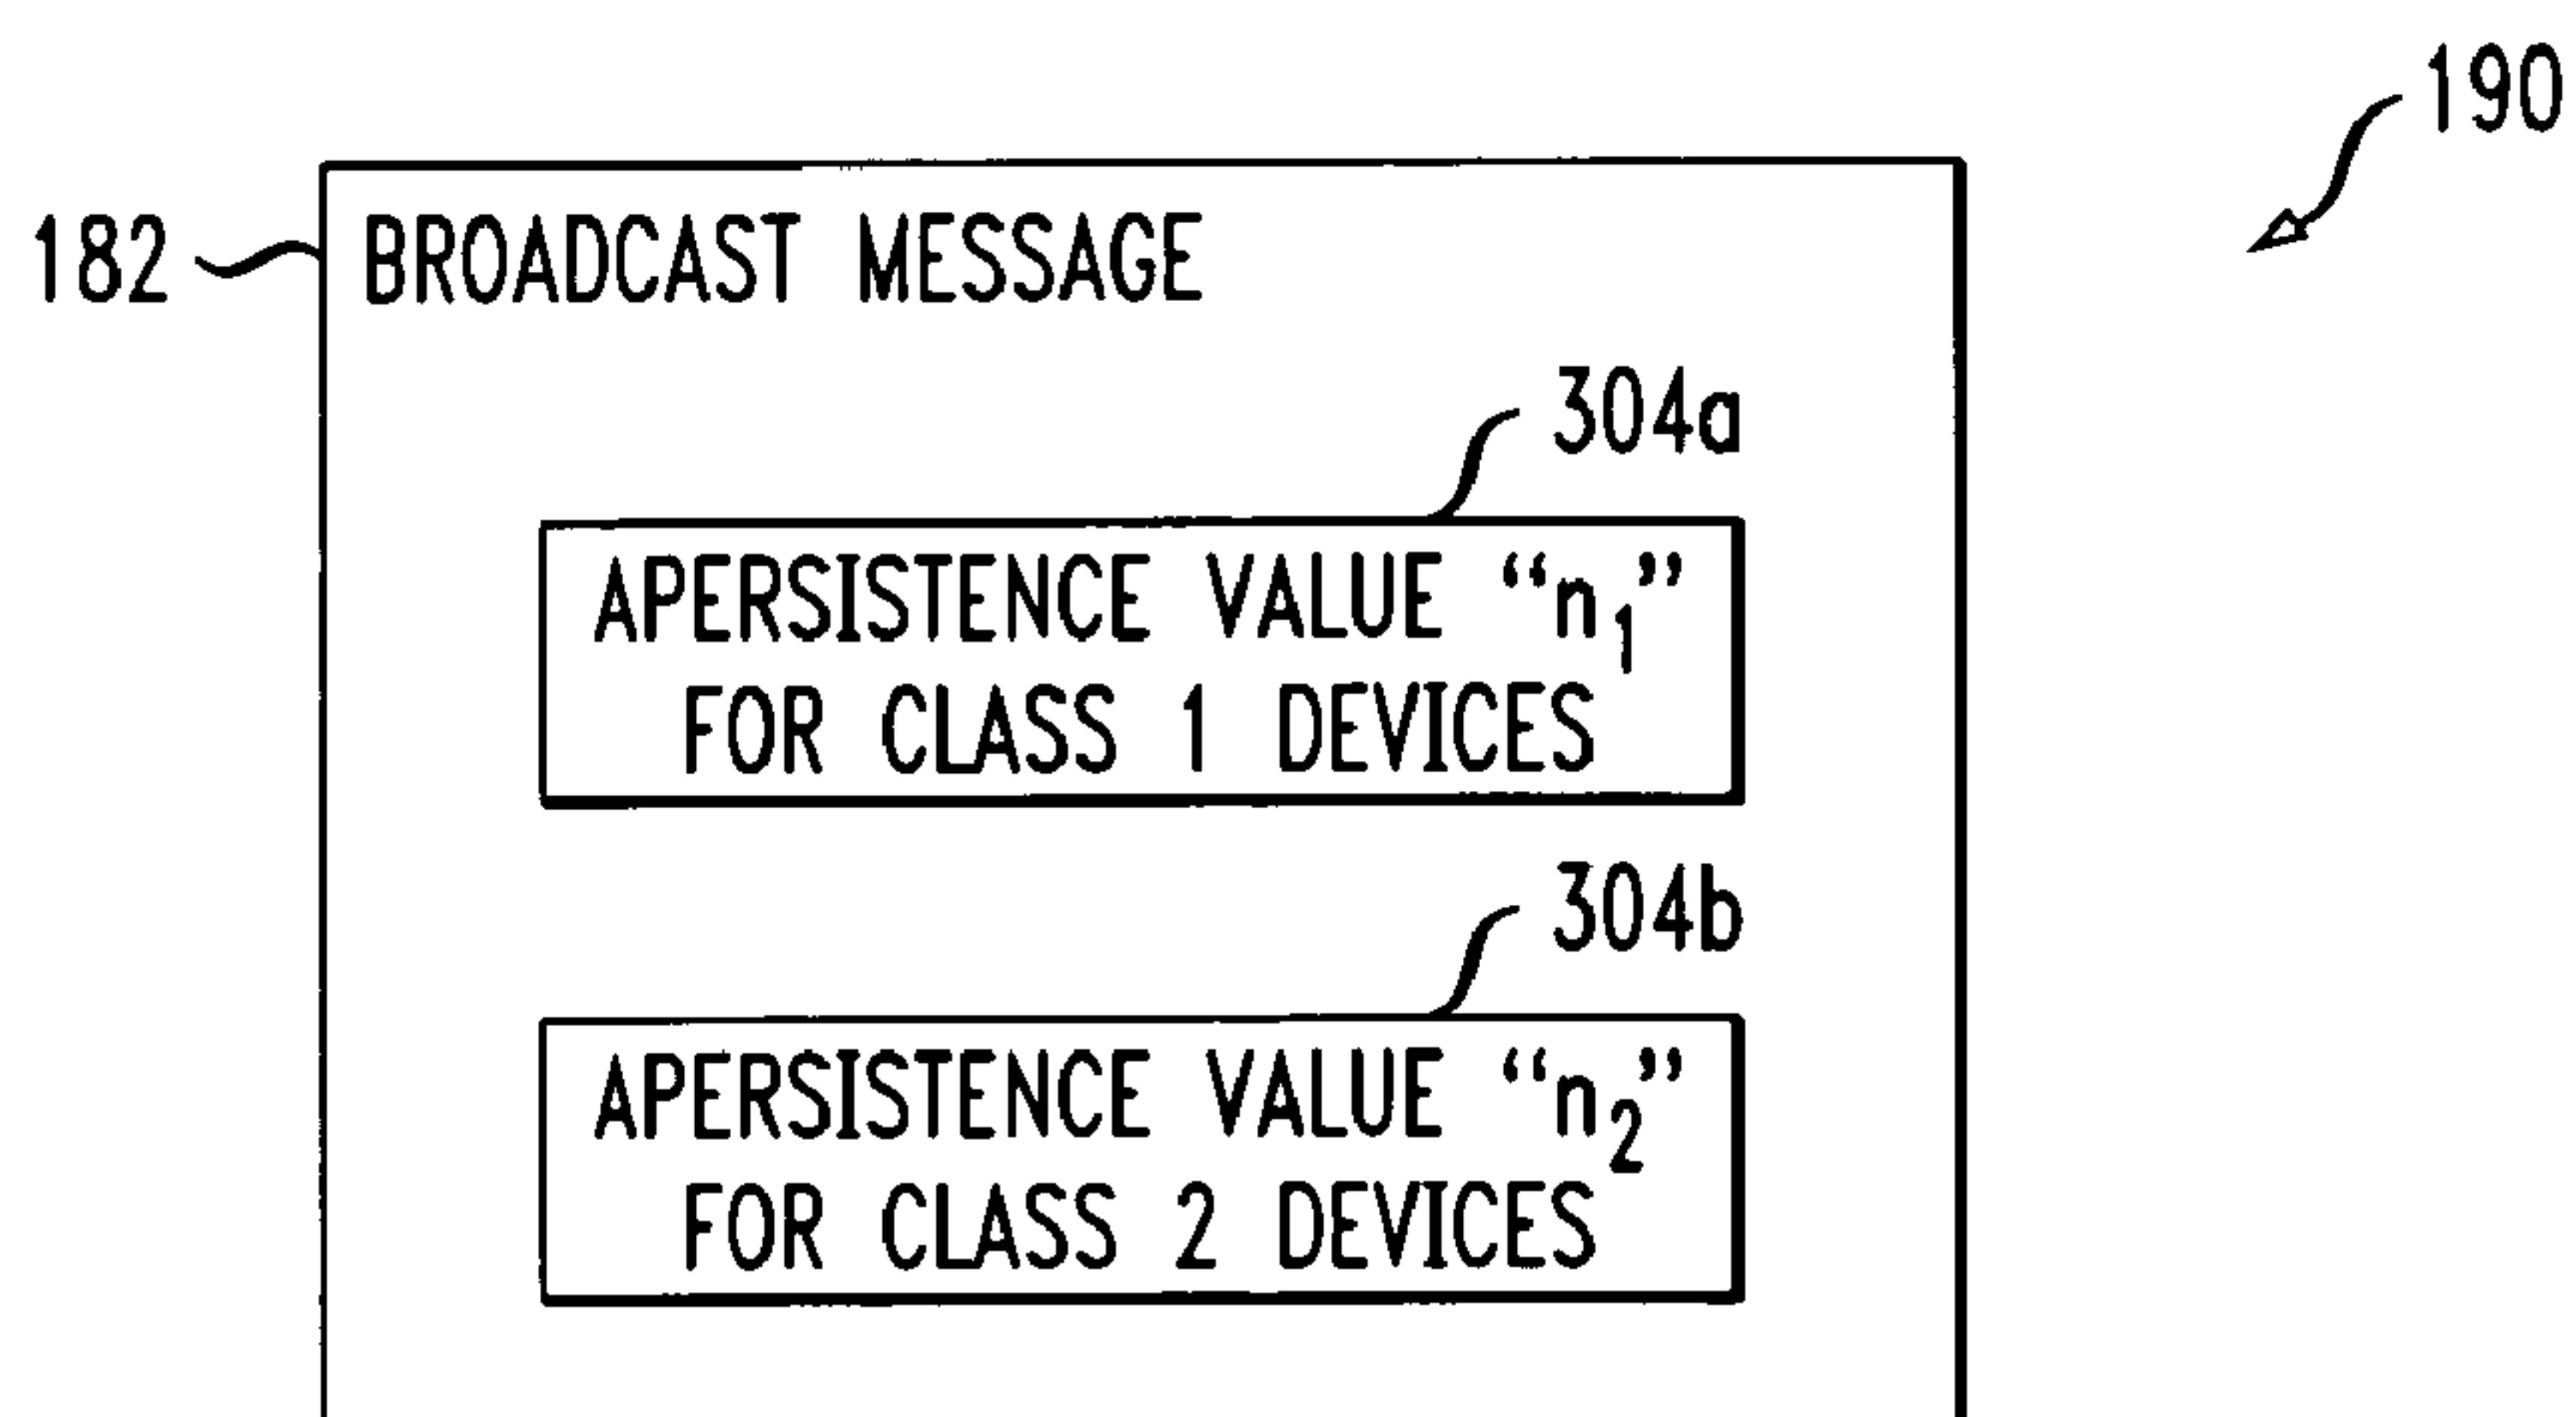 190
182 BROADCAST MESSAGE
304a
APERSISTENCE VALUE “n₁”
FOR CLASS 1 DEVICES
304b
APERSISTENCE VALUE “n₂”
FOR CLASS 2 DEVICES